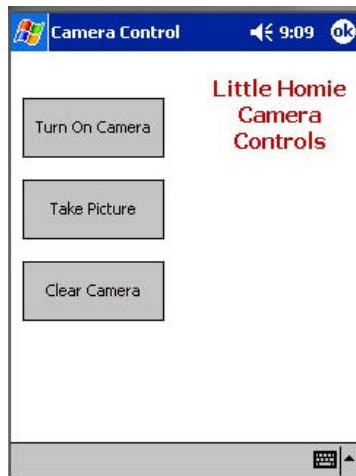 Camera Control 9:09 ok
Little Homie
Camera
Controls
Turn On Camera
Take Picture
Clear Camera